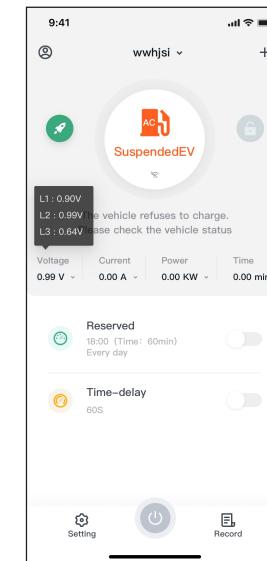 9:41
wwhjsi
AC
SuspendedEV
L1 : 0.90V
L2 : 0.99V
L3 : 0.64V
he vehicle refuses to charge.
ease check the vehicle status
Voltage Current Power Time
0.99 V 0.00 A 0.00 KW 0.00 min
Reserved
18:00 (Time: 60min)
Every day
Time-delay
60S
Setting Record